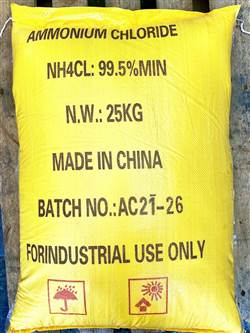 AMMONIUM CHLORIDE
NH4CL: 99.5%MIN
N.W.: 25KG
MADE IN CHINA
BATCH NO.:AC21-26
FORINDUSTRIAL USE ONLY